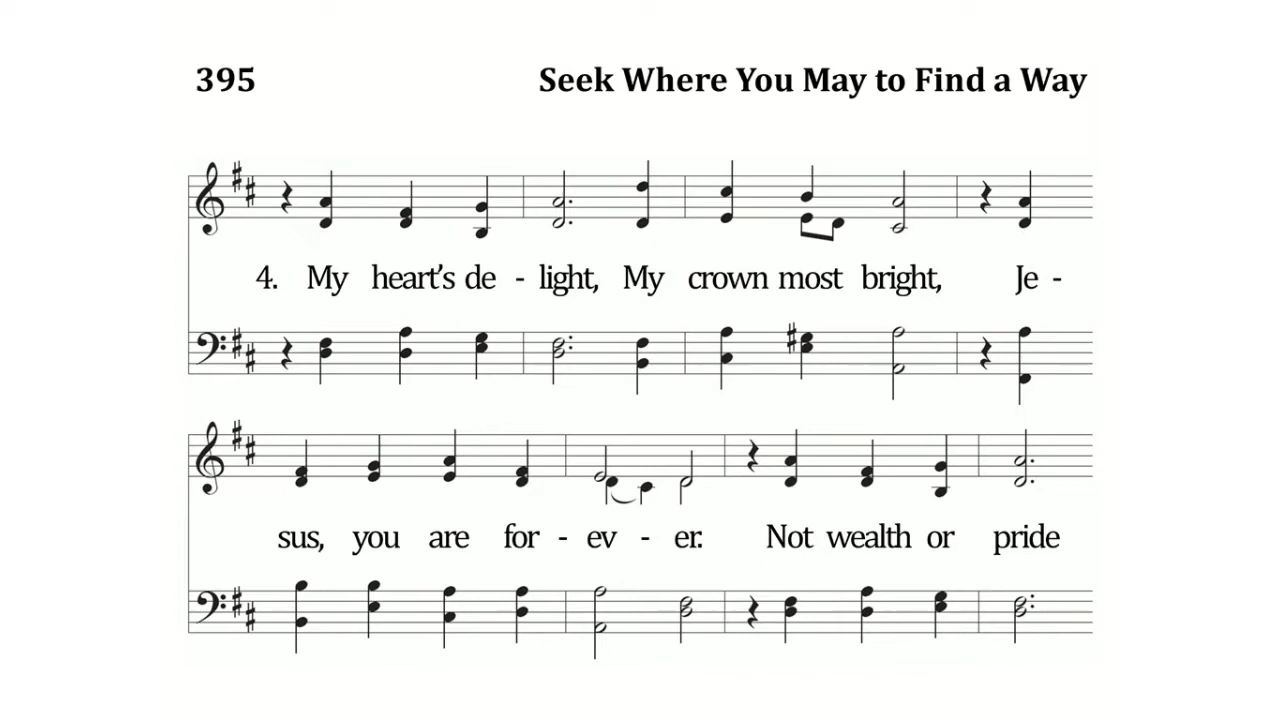 395 Seek Where You May to Find a Way
4. My heart’s de - light, My crown most bright, Je -
sus, you are for - ev - er. Not wealth or pride